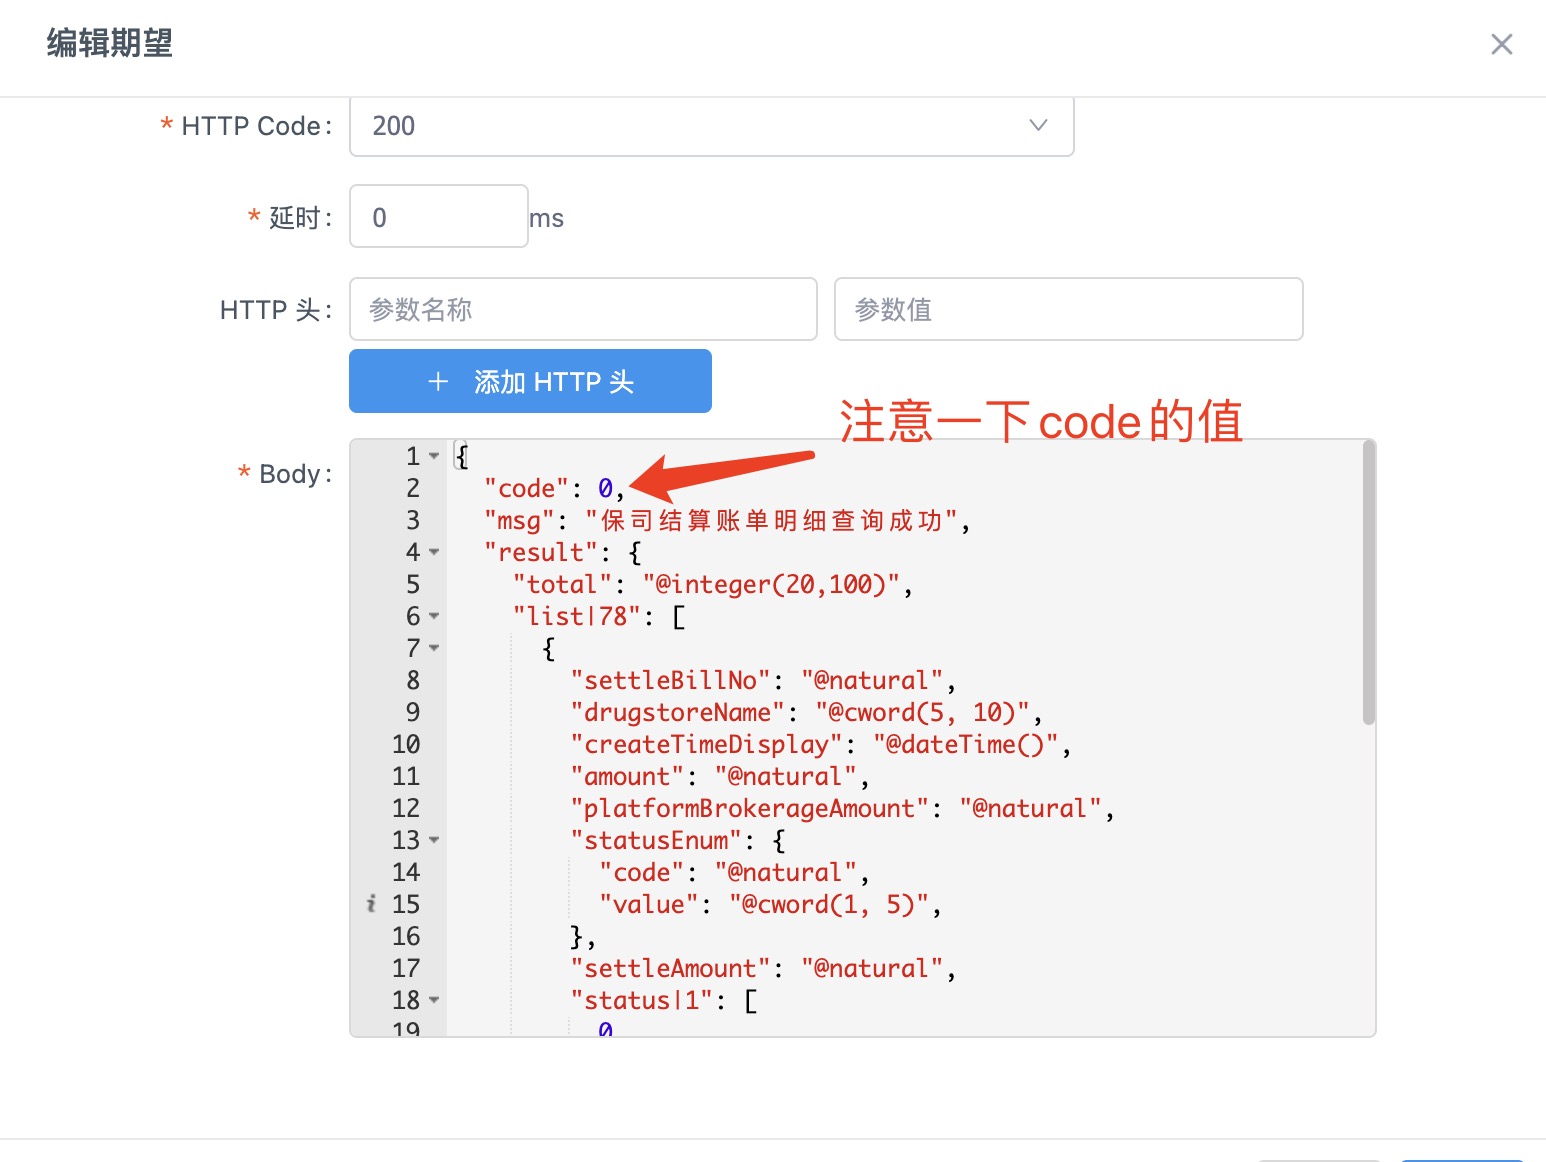 编辑期望
* HTTP Code: 200
* 延时: 0 ms
HTTP 头: 参数名称 参数值
+ 添加 HTTP 头
注意一下code的值
* Body:
1 {
2 "code": 0,
3 "msg": "保司结算账单明细查询成功",
4 "result": {
5 "total": "@integer(20,100)",
6 "list|78": [
7 {
8 "settleBillNo": "@natural",
9 "drugstoreName": "@cword(5, 10)",
10 "createTimeDisplay": "@dateTime()",
11 "amount": "@natural",
12 "platformBrokerageAmount": "@natural",
13 "statusEnum": {
14 "code": "@natural",
15 "value": "@cword(1, 5)",
16 },
17 "settleAmount": "@natural",
18 "status|1": [
19 0